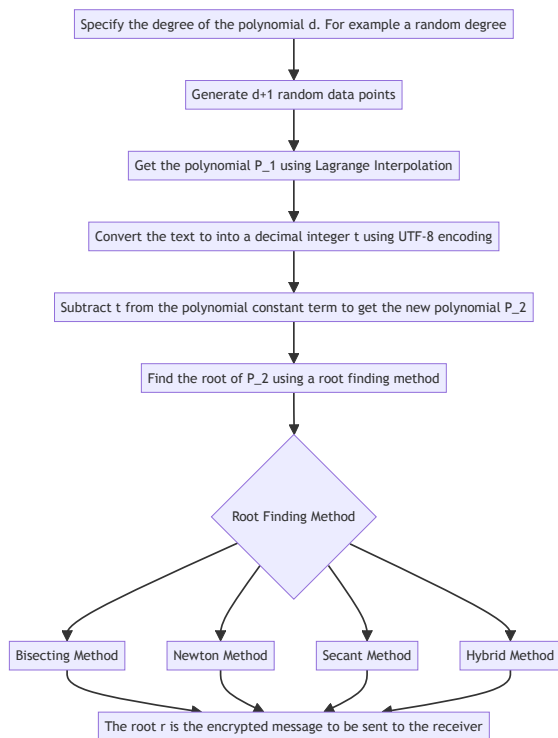 Specify the degree of the polynomial d. For example a random degree
Generate d+1 random data points
Get the polynomial P_1 using Lagrange Interpolation
Convert the text to into a decimal integer t using UTF-8 encoding
Subtract t from the polynomial constant term to get the new polynomial P_2
Find the root of P_2 using a root finding method
Root Finding Method
Bisecting Method
Newton Method
Secant Method
Hybrid Method
The root r is the encrypted message to be sent to the receiver